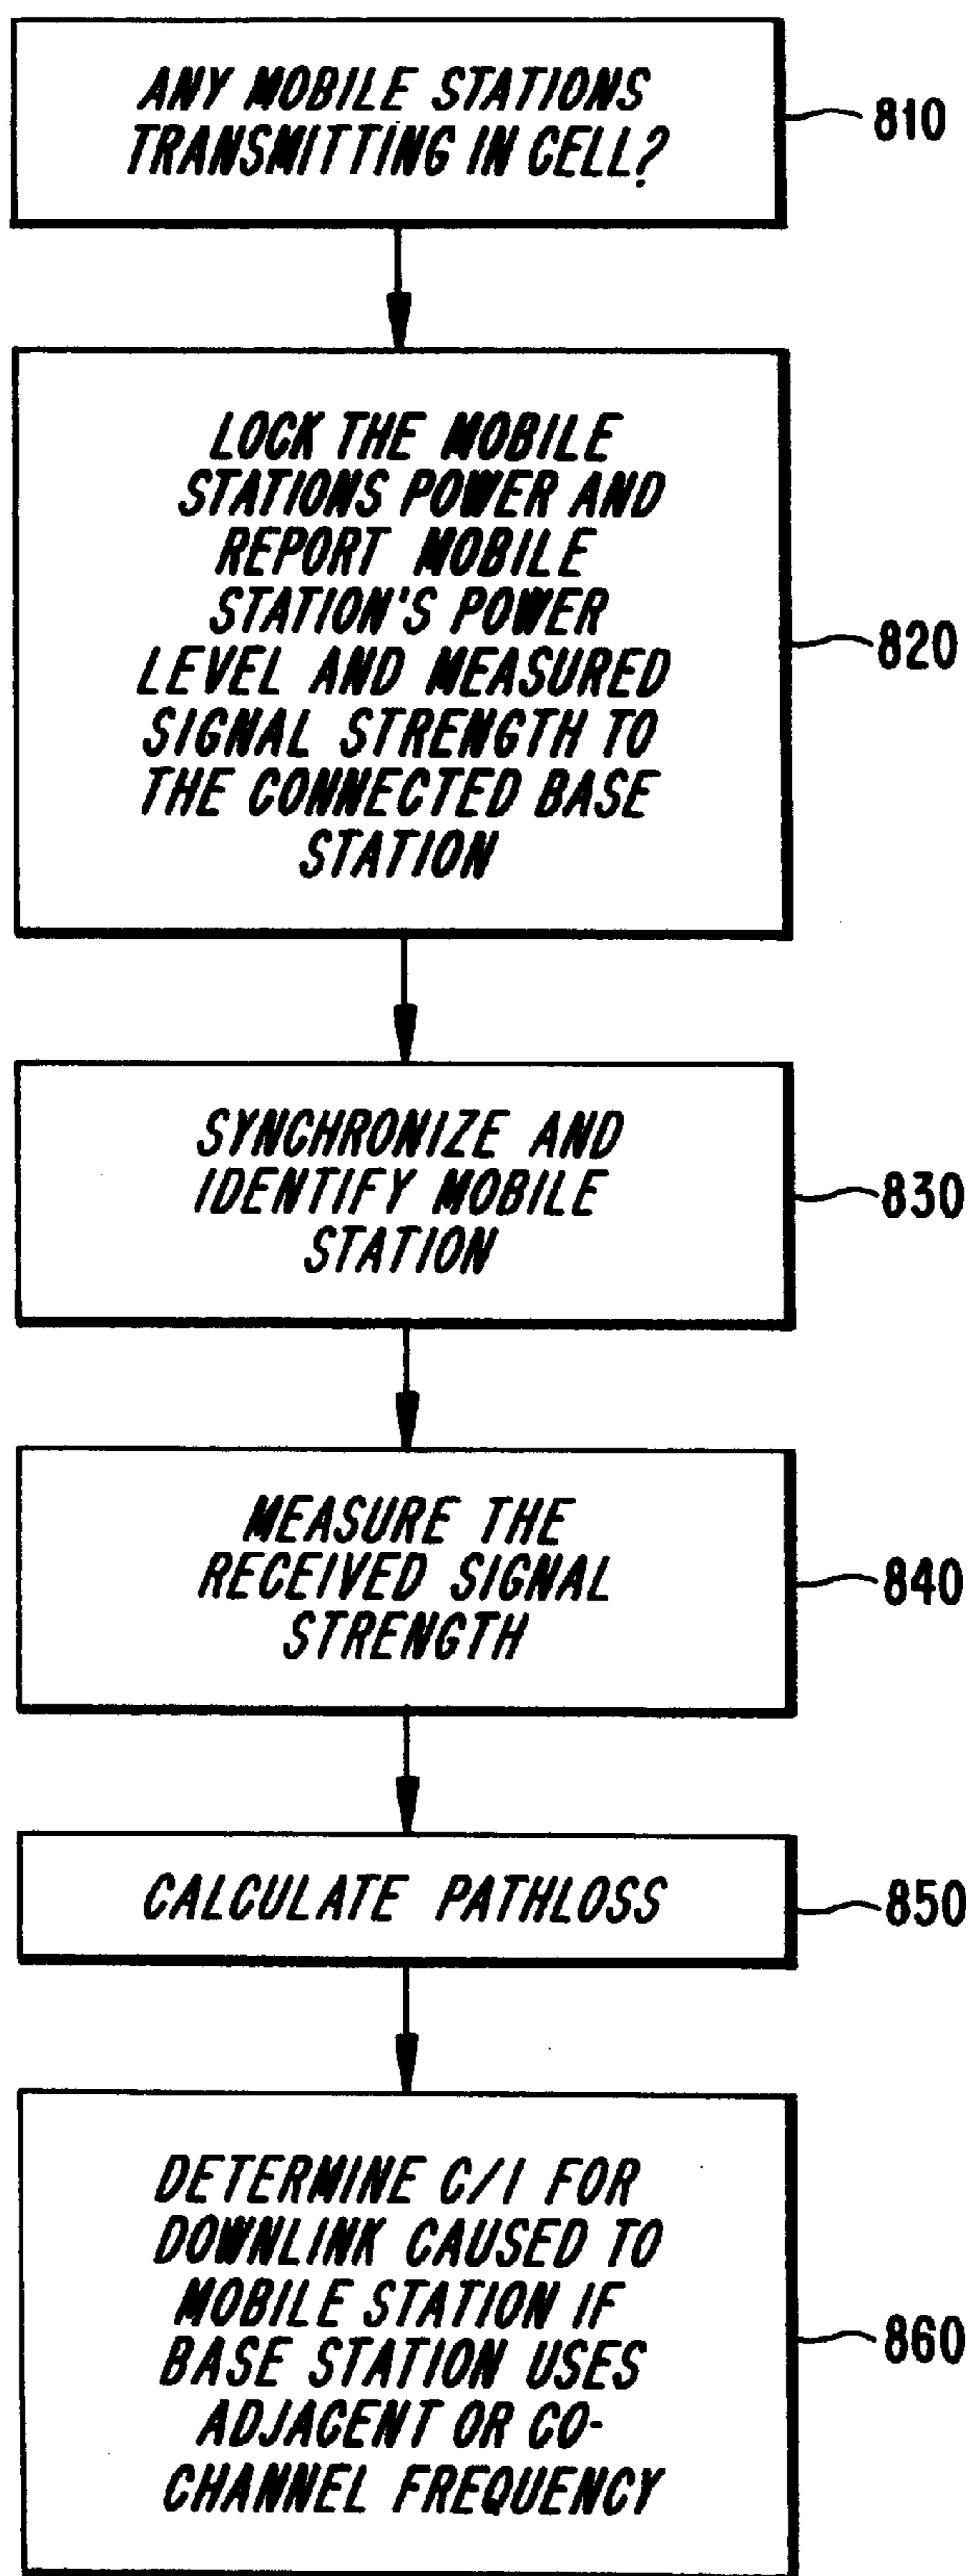 ANY MOBILE STATIONS
TRANSMITTING IN CELL?
810
LOCK THE MOBILE
STATIONS POWER AND
REPORT MOBILE
STATION'S POWER
LEVEL AND MEASURED
SIGNAL STRENGTH TO
THE CONNECTED BASE
STATION
820
SYNCHRONIZE AND
IDENTIFY MOBILE
STATION
830
MEASURE THE
RECEIVED SIGNAL
STRENGTH
840
CALCULATE PATHLOSS
850
DETERMINE C/I FOR
DOWNLINK CAUSED TO
MOBILE STATION IF
BASE STATION USES
ADJACENT OR CO-
CHANNEL FREQUENCY
860